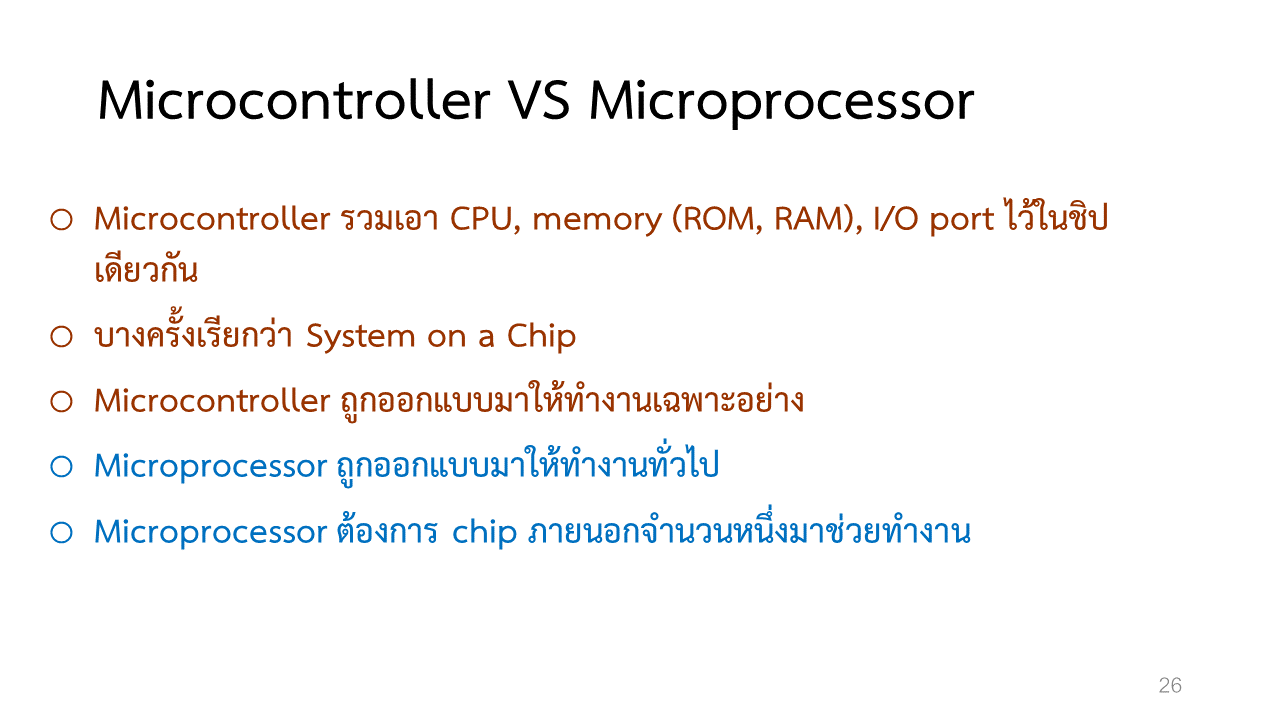 Microcontroller VS Microprocessor
o Microcontroller รวมเอา CPU, memory (ROM, RAM), I/O port ไว้ในชิป
เดียวกัน
o บางครั้งเรียกว่า System on a Chip
o Microcontroller ถูกออกแบบมาให้ทำงานเฉพาะอย่าง
o Microprocessor ถูกออกแบบมาให้ทำงานทั่วไป
o Microprocessor ต้องการ chip ภายนอกจำนวนหนึ่งมาช่วยทำงาน
26